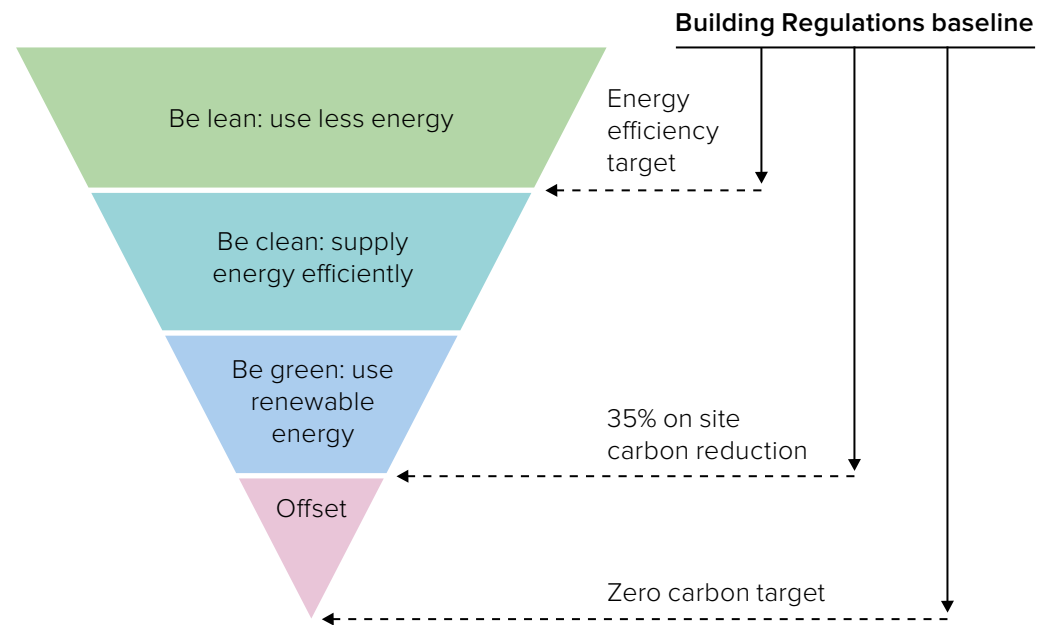 Building Regulations baseline
Be lean: use less energy
Energy
efficiency
target
Be clean: supply
energy efficiently
Be green: use
renewable
energy
35% on site
carbon reduction
Offset
Zero carbon target